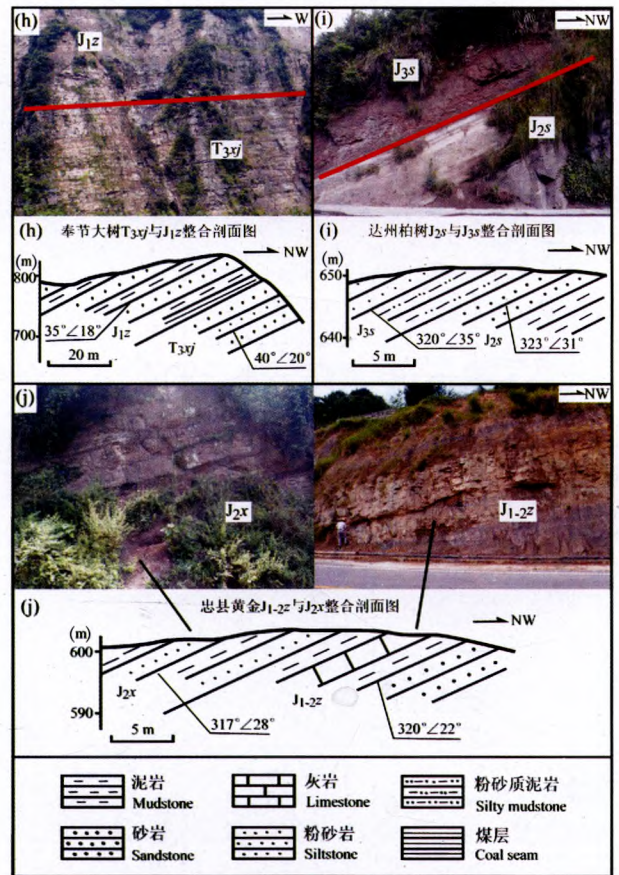 (h)
W
J₁z
T₃xj
(i)
NW
J₃s
J₂s
(h) 奉节大树T₃xj与J₁z整合剖面图
NW
(m)
800
700
35°∠18°
J₁z
T₃xj
40°∠20°
20 m
(i) 达州柏树J₂s与J₃s整合剖面图
NW
(m)
650
640
J₃s
320°∠35°
J₂s
323°∠31°
5 m
(j)
J₂x
NW
J₁₋₂z
(j) 忠县黄金J₁₋₂z与J₂x整合剖面图
NW
(m)
600
590
J₂x
317°∠28°
J₁₋₂z
320°∠22°
5 m
泥岩
Mudstone
灰岩
Limestone
粉砂质泥岩
Silty mudstone
砂岩
Sandstone
粉砂岩
Siltstone
煤层
Coal seam